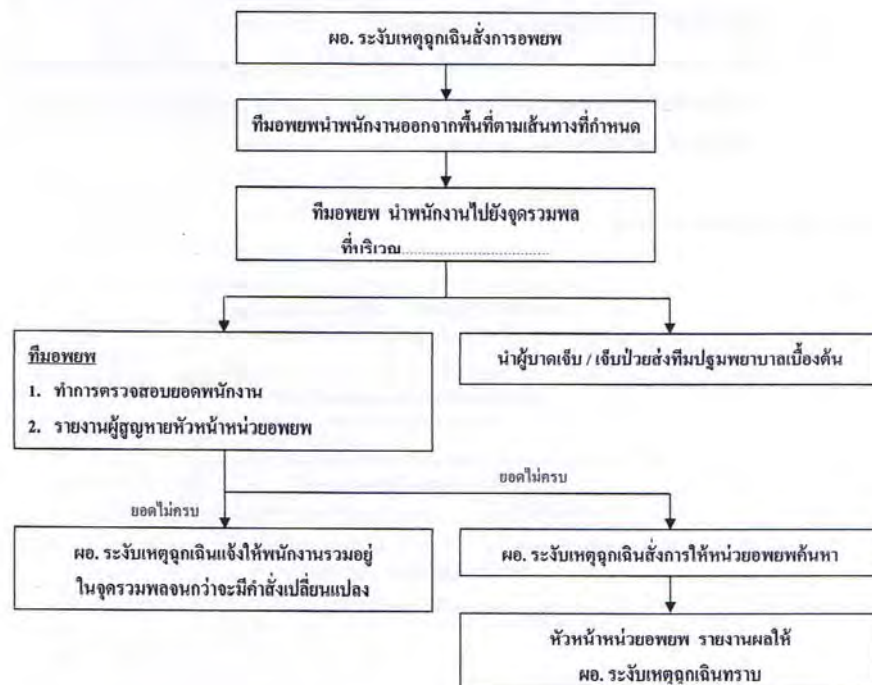 ผอ. ระงับเหตุฉุกเฉินสั่งการอพยพ
ทีมอพยพนำพนักงานออกจากพื้นที่ตามเส้นทางที่กำหนด
ทีมอพยพ นำพนักงานไปยังจุดรวมพล
ที่บริเวณ........................................
ทีมอพยพ
1. ทำการตรวจสอบยอดพนักงาน
2. รายงานผู้สูญหายหัวหน้าหน่วยอพยพ
นำผู้บาดเจ็บ / เจ็บป่วยส่งทีมปฐมพยาบาลเบื้องต้น
ยอดไม่ครบ
ยอดไม่ครบ
ผอ. ระงับเหตุฉุกเฉินแจ้งให้พนักงานรวมอยู่
ในจุดรวมพลจนกว่าจะมีคำสั่งเปลี่ยนแปลง
ผอ. ระงับเหตุฉุกเฉินสั่งการให้หน่วยอพยพค้นหา
หัวหน้าหน่วยอพยพ รายงานผลให้
ผอ. ระงับเหตุฉุกเฉินทราบ